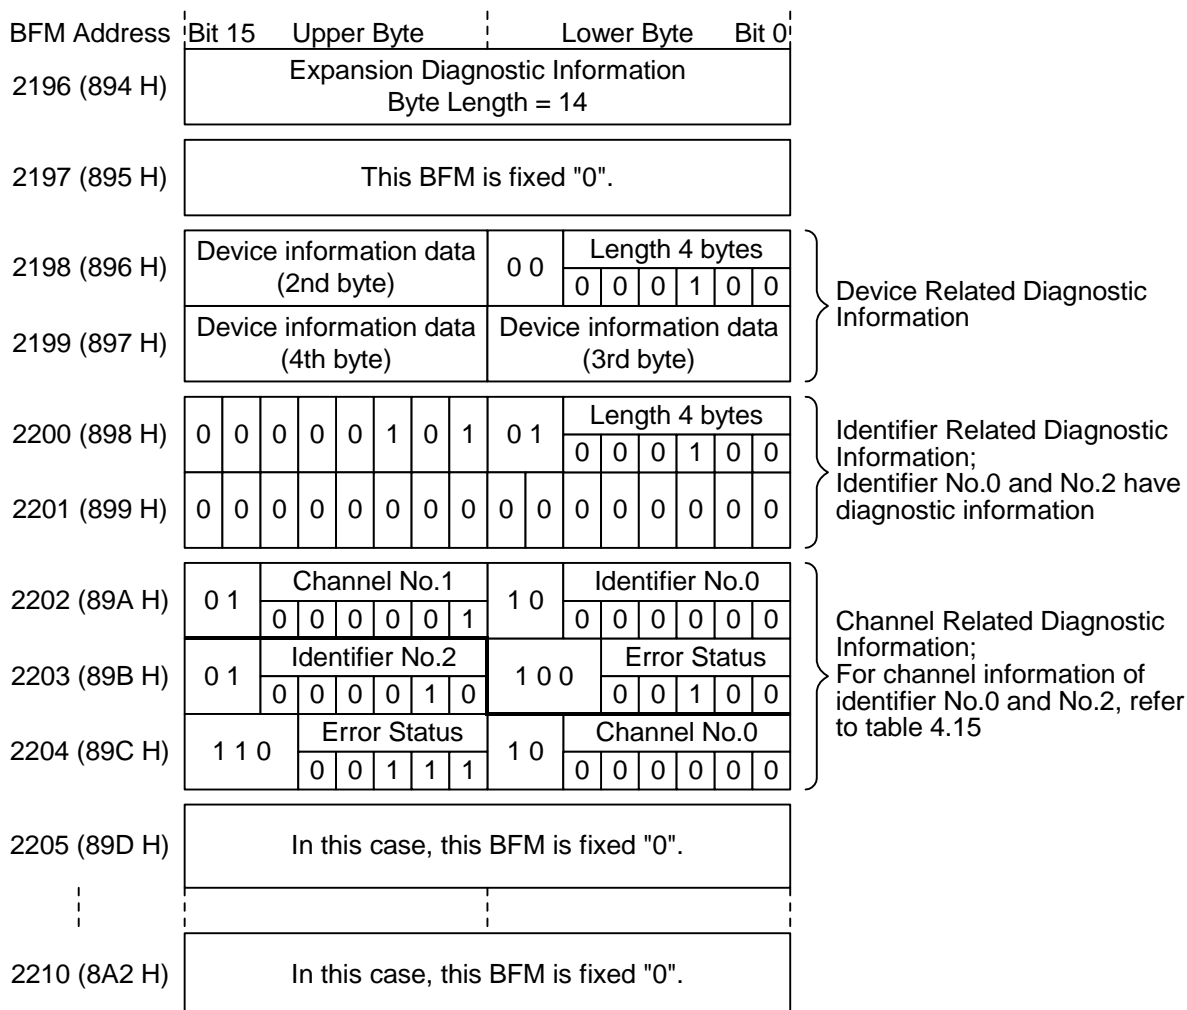 BFM Address Bit 15 Upper Byte Lower Byte Bit 0
2196 (894 H) Expansion Diagnostic Information
Byte Length = 14
2197 (895 H) This BFM is fixed "0".
2198 (896 H) Device information data
(2nd byte)
0 0
Length 4 bytes
0 0 0 1 0 0
2199 (897 H) Device information data
(4th byte)
Device information data
(3rd byte)
Device Related Diagnostic
Information
2200 (898 H) 0 0 0 0 0 1 0 1 0 1
Length 4 bytes
0 0 0 1 0 0
2201 (899 H) 0 0 0 0 0 0 0 0 0 0 0 0 0 0 0 0
Identifier Related Diagnostic
Information;
Identifier No.0 and No.2 have
diagnostic information
2202 (89A H) 0 1
Channel No.1
0 0 0 0 0 1
1 0
Identifier No.0
0 0 0 0 0 0
2203 (89B H) 0 1
Identifier No.2
0 0 0 0 1 0
1 0 0
Error Status
0 0 1 0 0
2204 (89C H) 1 1 0
Error Status
0 0 1 1 1
1 0
Channel No.0
0 0 0 0 0 0
Channel Related Diagnostic
Information;
For channel information of
identifier No.0 and No.2, refer
to table 4.15
2205 (89D H) In this case, this BFM is fixed "0".
2210 (8A2 H) In this case, this BFM is fixed "0".